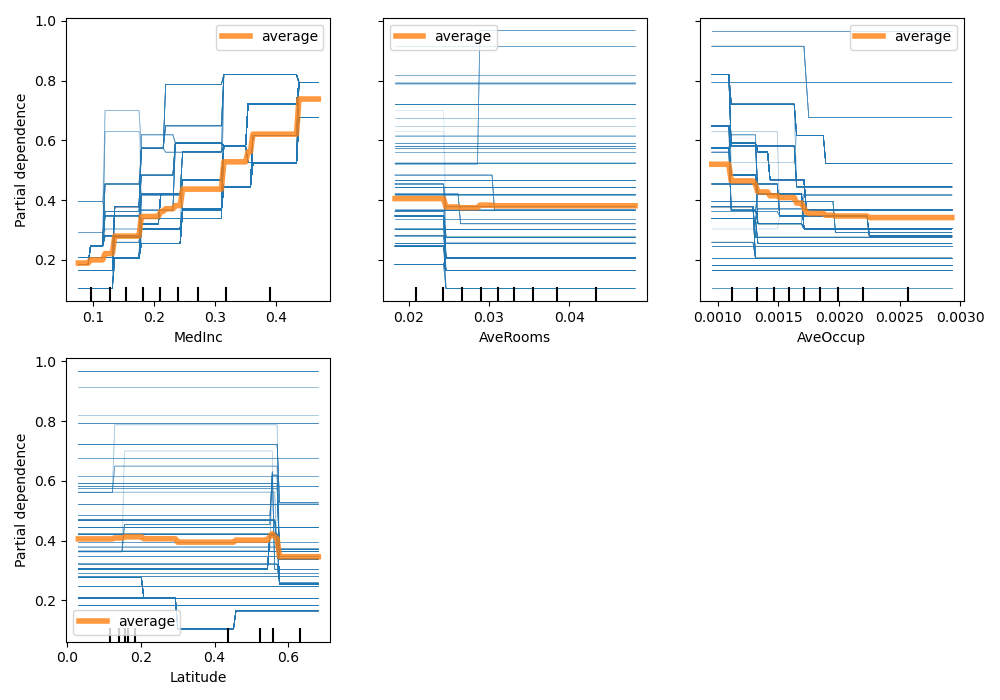 1.0
0.8
0.6
0.4
0.2
Partial dependence
average
0.1 0.2 0.3 0.4
MedInc
average
0.02 0.03 0.04
AveRooms
average
0.0010 0.0015 0.0020 0.0025 0.0030
AveOccup
1.0
0.8
0.6
0.4
0.2
Partial dependence
average
0.0 0.2 0.4 0.6
Latitude